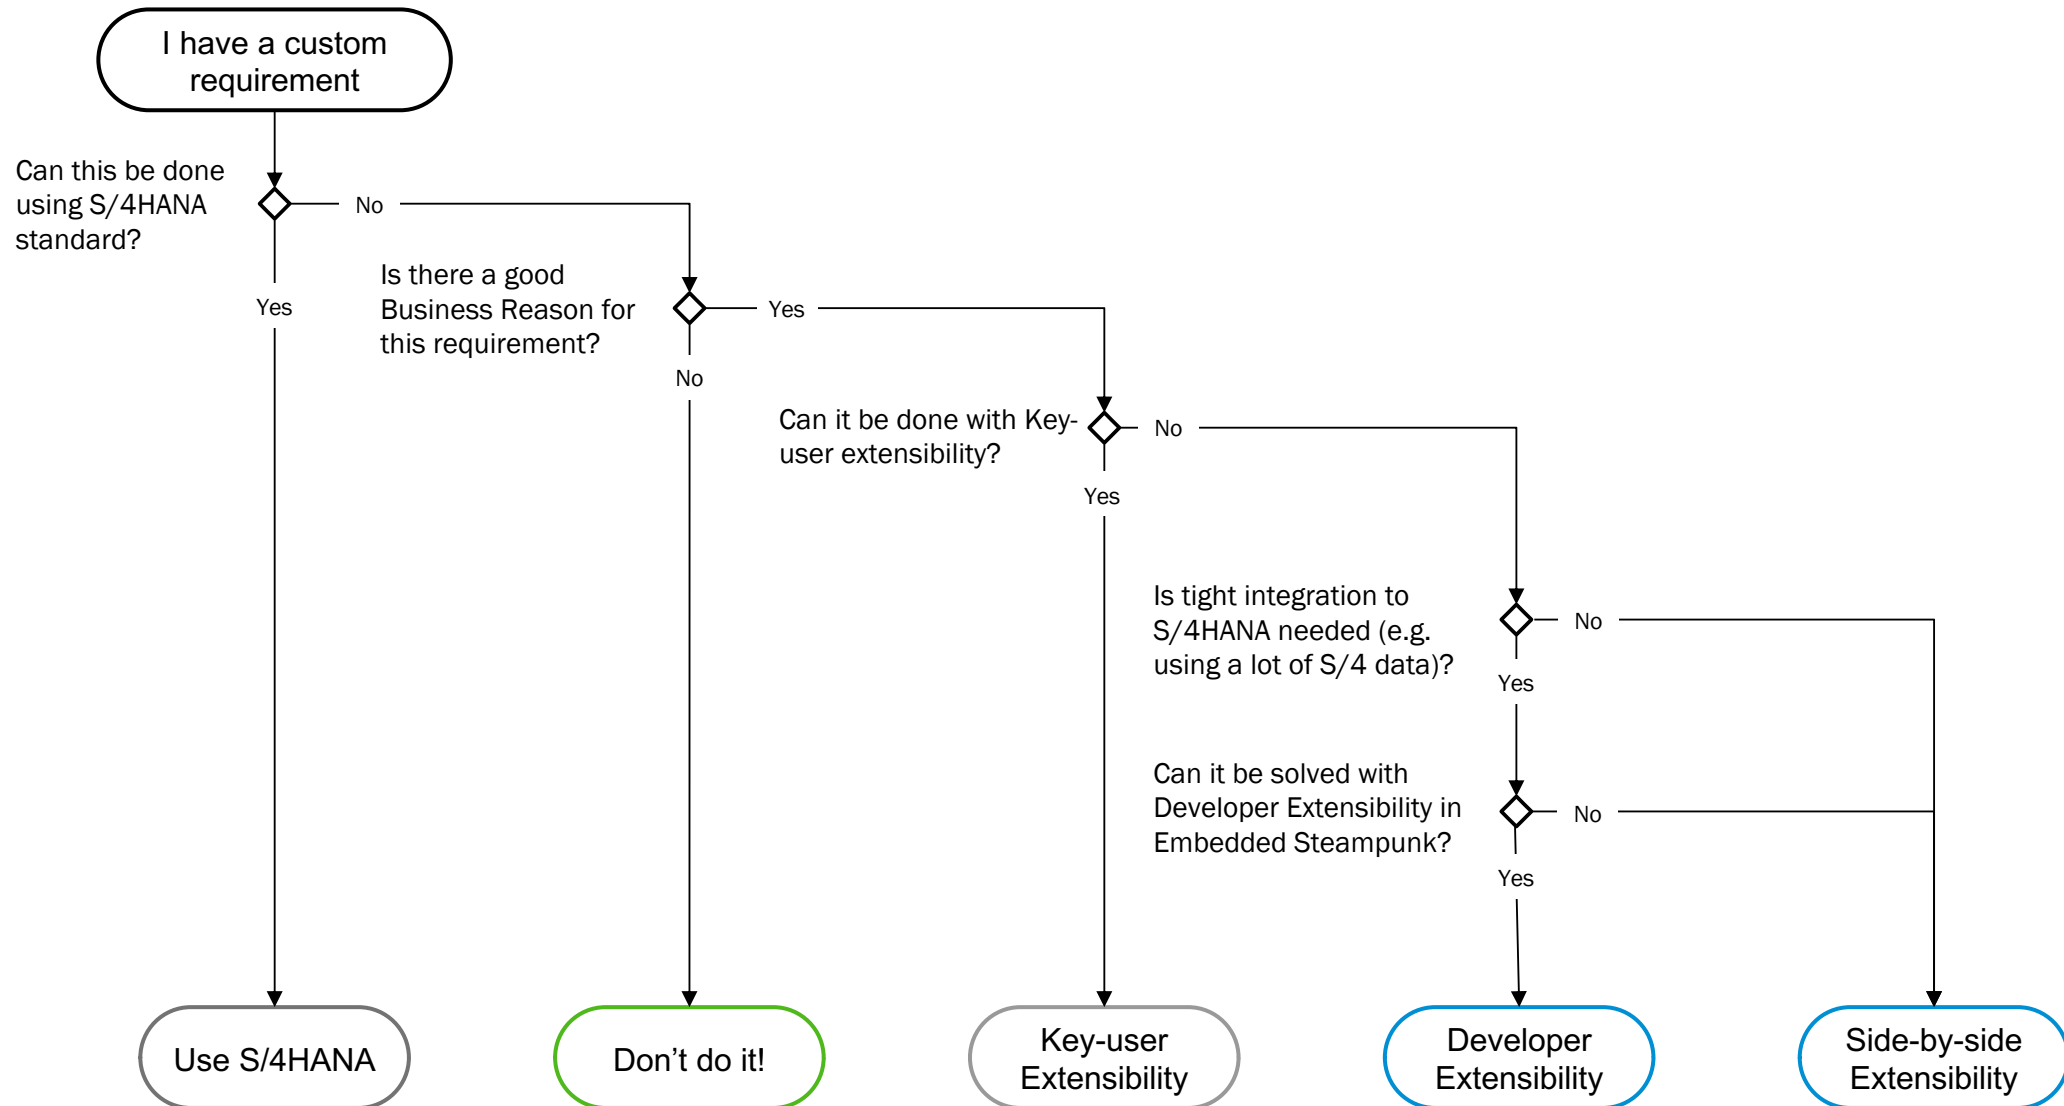 I have a custom
requirement
Can this be done
using S/4HANA
standard?
No
Yes
Is there a good
Business Reason for
this requirement?
Yes
No
Can it be done with Key-
user extensibility?
No
Yes
Is tight integration to
S/4HANA needed (e.g.
using a lot of S/4 data)?
No
Yes
Can it be solved with
Developer Extensibility in
Embedded Steampunk?
No
Yes
Use S/4HANA
Don’t do it!
Key-user
Extensibility
Developer
Extensibility
Side-by-side
Extensibility